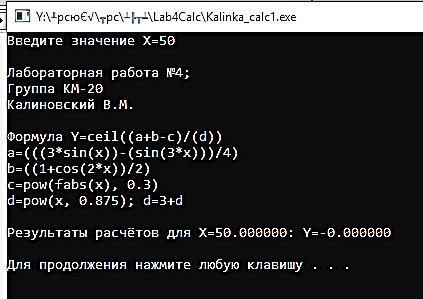 Y:\┴рсюЄ√\╤рс\┴├┬┴\Lab4Calc\Kalinka_calc1.exe
Введите значение X=50
Лабораторная работа №4;
Группа КМ-20
Калиновский В.М.
Формула Y=ceil((a+b-c)/(d))
a=(((3*sin(x))-(sin(3*x)))/4)
b=((1+cos(2*x))/2)
c=pow(fabs(x), 0.3)
d=pow(x, 0.875); d=3+d
Результаты расчётов для X=50.000000: Y=-0.000000
Для продолжения нажмите любую клавишу . . .